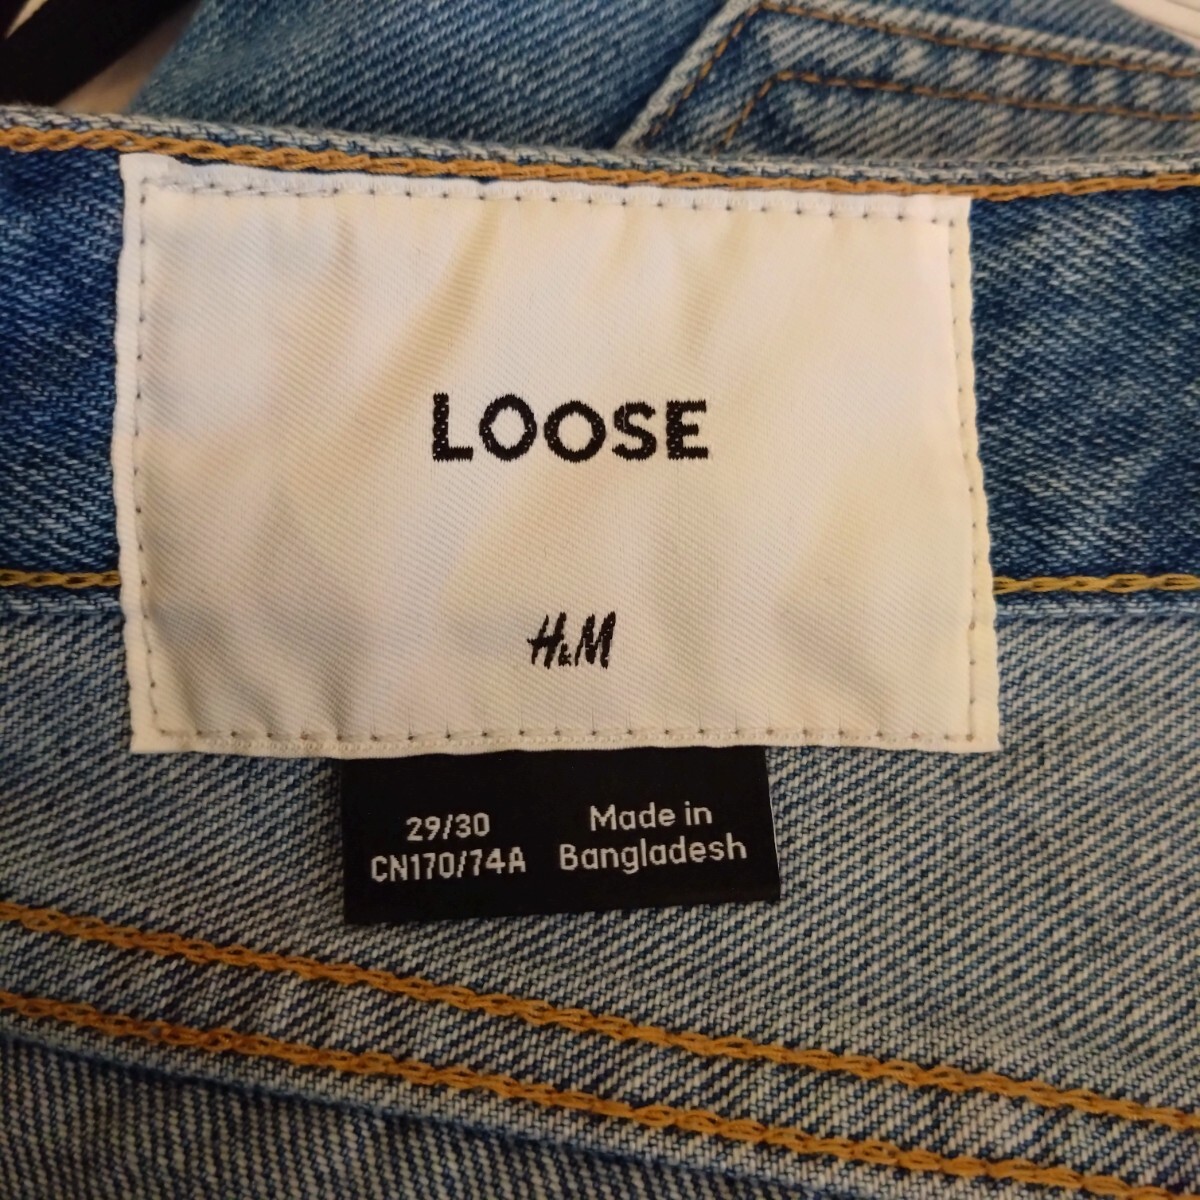 LOOSE
H&M
29/30
CN170/74A
Made in
Bangladesh